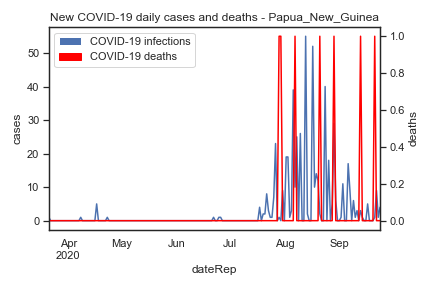 New COVID-19 daily cases and deaths - Papua_New_Guinea
COVID-19 infections
COVID-19 deaths
cases
deaths
50
40
30
20
10
0
1.0
0.8
0.6
0.4
0.2
0.0
Apr May Jun Jul Aug Sep
2020
dateRep